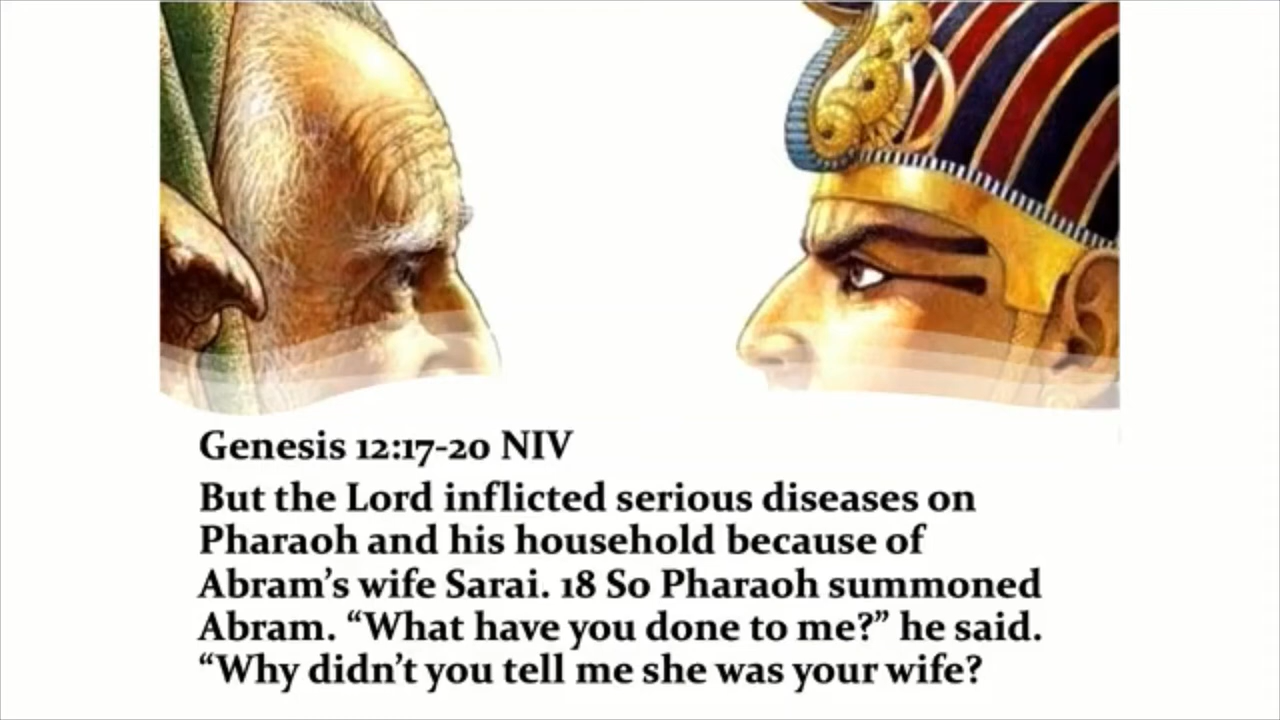 Genesis 12:17-20 NIV
But the Lord inflicted serious diseases on
Pharaoh and his household because of
Abram’s wife Sarai. 18 So Pharaoh summoned
Abram. “What have you done to me?” he said.
“Why didn’t you tell me she was your wife?